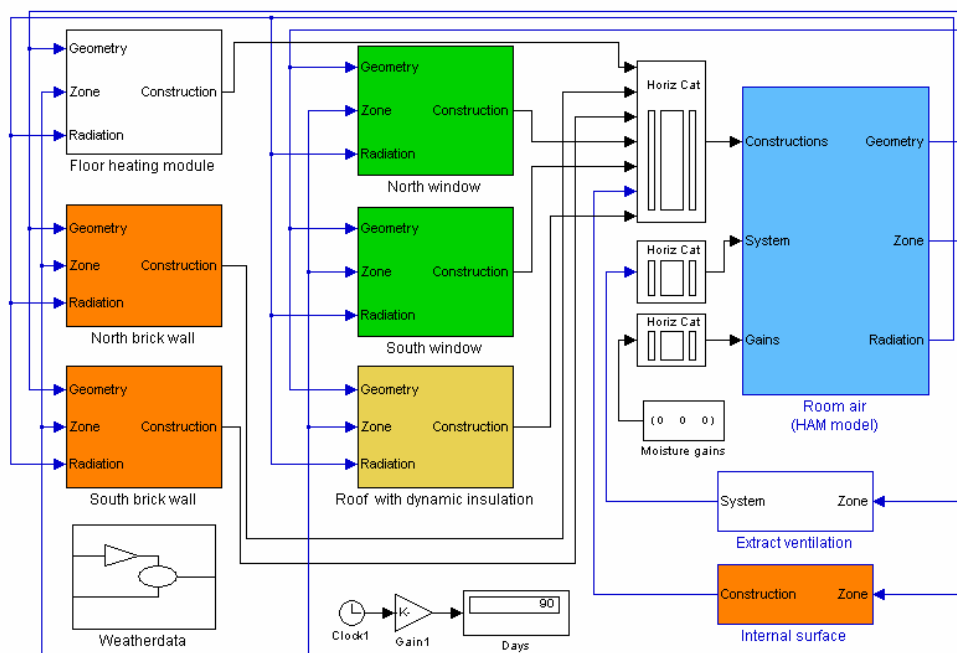 Geometry
Zone
Construction
Radiation
Floor heating module
Geometry
Zone
Construction
Radiation
North brick wall
Geometry
Zone
Construction
Radiation
South brick wall
Weatherdata
Geometry
Zone
Construction
Radiation
North window
Geometry
Zone
Construction
Radiation
South window
Geometry
Zone
Construction
Radiation
Roof with dynamic insulation
Horiz Cat
Horiz Cat
Horiz Cat
(0 0 0)
Moisture gains
Constructions
Geometry
System
Zone
Gains
Radiation
Room air
(HAM model)
System
Zone
Extract ventilation
Construction
Zone
Internal surface
Clock1
K-
Gain1
90
Days